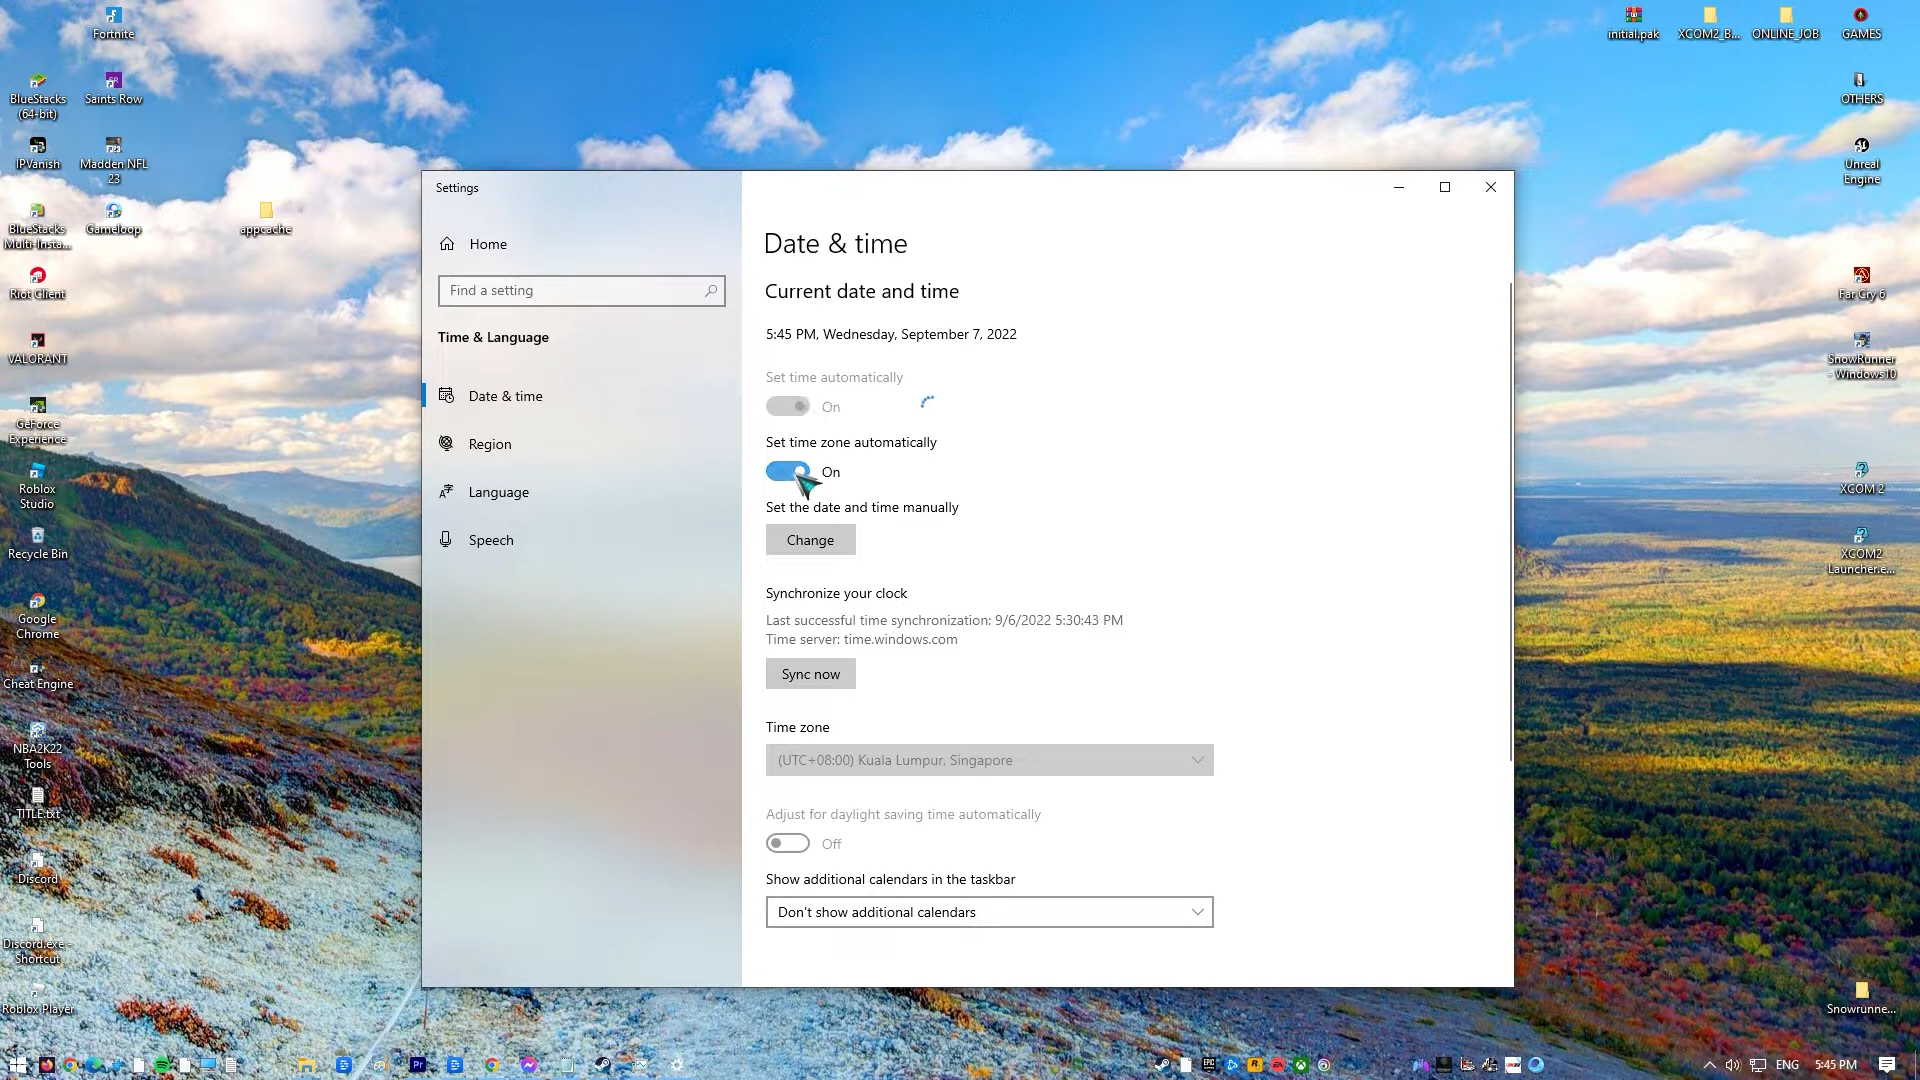 Fortnite
BlueStacks
(64-bit)
Saints Row
IPVanish
Madden NFL
23
BlueStacks
Multi-Insta...
Gameloop
appcache
Riot Client
VALORANT
GeForce
Experience
Roblox
Studio
Recycle Bin
Google
Chrome
Cheat Engine
NBA2K22
Tools
TITLE.txt
Discord
Discord.exe -
Shortcut
Roblox Player
Settings
Home
Find a setting
Time & Language
Date & time
Region
Language
Speech
Date & time
Current date and time
5:45 PM, Wednesday, September 7, 2022
Set time automatically
On
Set time zone automatically
On
Set the date and time manually
Change
Synchronize your clock
Last successful time synchronization: 9/6/2022 5:30:43 PM
Time server: time.windows.com
Sync now
Time zone
(UTC+08:00) Kuala Lumpur, Singapore
Adjust for daylight saving time automatically
Off
Show additional calendars in the taskbar
Don't show additional calendars
initial.pak
XCOM2_B...
ONLINE_JOB
GAMES
OTHERS
Unreal
Engine
Far Cry 6
SnowRunner
- Windows10
XCOM 2
XCOM2
Launcher.e...
Snowrunne...
Pr
EPIC
ENG
5:45 PM